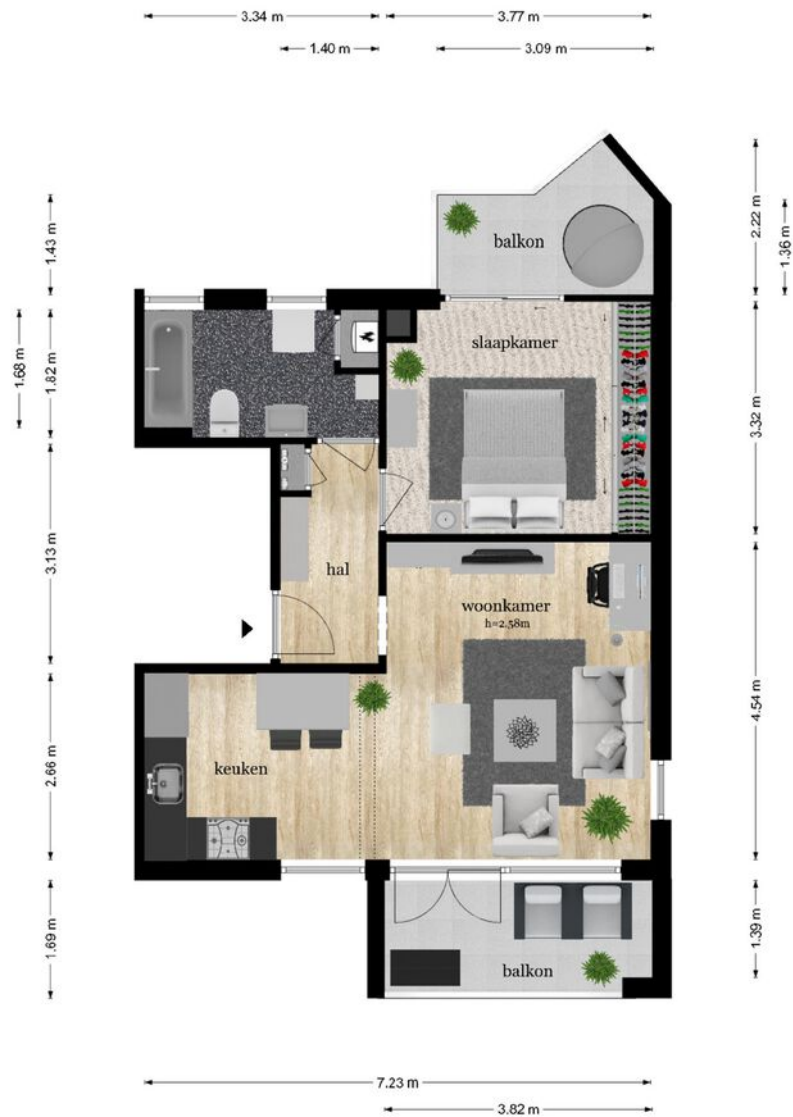 3.34 m
3.77 m
1.40 m
3.09 m
1.43 m
2.22 m
1.36 m
balkon
1.68 m
1.82 m
slaapkamer
3.32 m
3.13 m
hal
woonkamer
h=2.58m
4.54 m
2.66 m
keuken
1.69 m
1.39 m
balkon
7.23 m
3.82 m